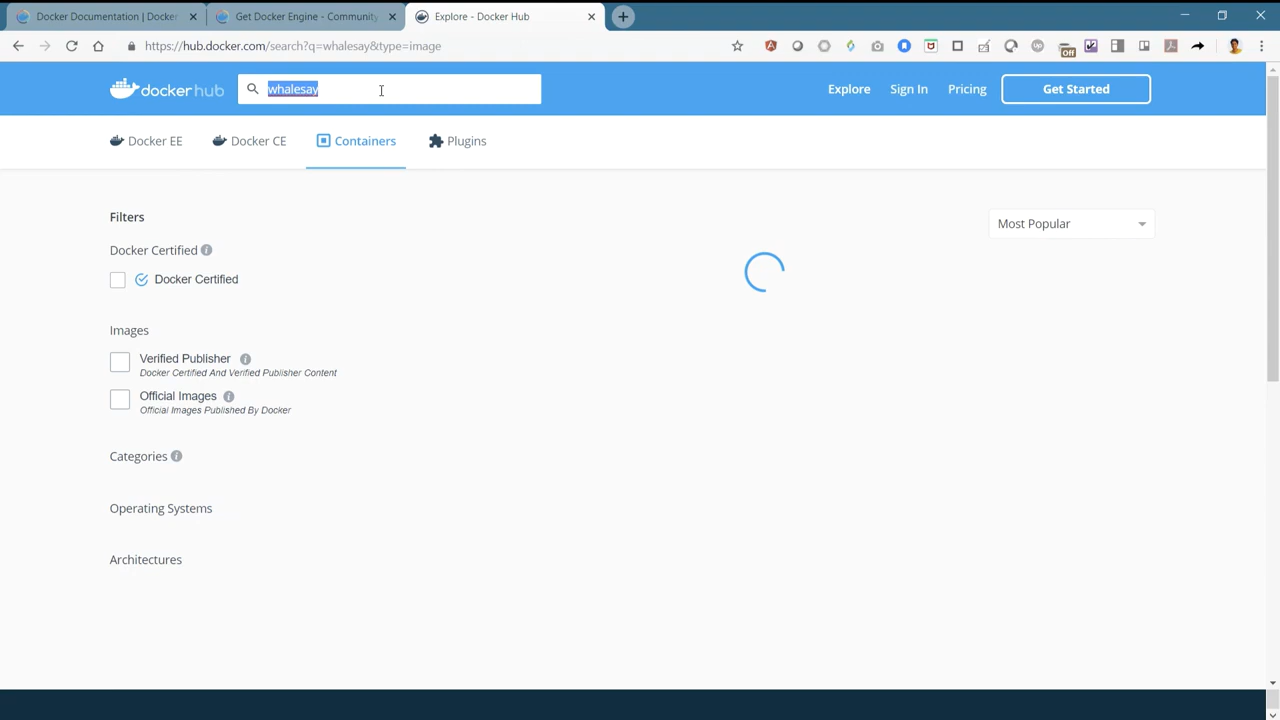 Docker Documentation | Docker
Get Docker Engine - Community
Explore - Docker Hub
https://hub.docker.com/search?q=whalesay&type=image
Off
docker hub
whalesay
Explore
Sign In
Pricing
Get Started
Docker EE
Docker CE
Containers
Plugins
Filters
Most Popular
Docker Certified
Docker Certified
Images
Verified Publisher
Docker Certified And Verified Publisher Content
Official Images
Official Images Published By Docker
Categories
Operating Systems
Architectures